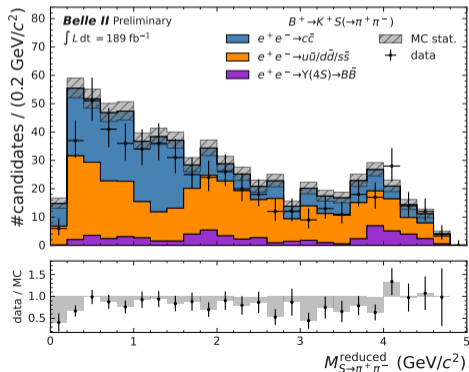 Belle II Preliminary
∫ L dt = 189 fb⁻¹
B⁺→K⁺S(→π⁺π⁻)
e⁺e⁻→cc̄
e⁺e⁻→uū/dd̄/ss̄
e⁺e⁻→Υ(4S)→BB̄
MC stat.
data
#candidates / (0.2 GeV/c²)
80
70
60
50
40
30
20
10
0
data / MC
1.5
1.0
0.5
0 1 2 3 4 5
M^reduced_S→π⁺π⁻ (GeV/c²)